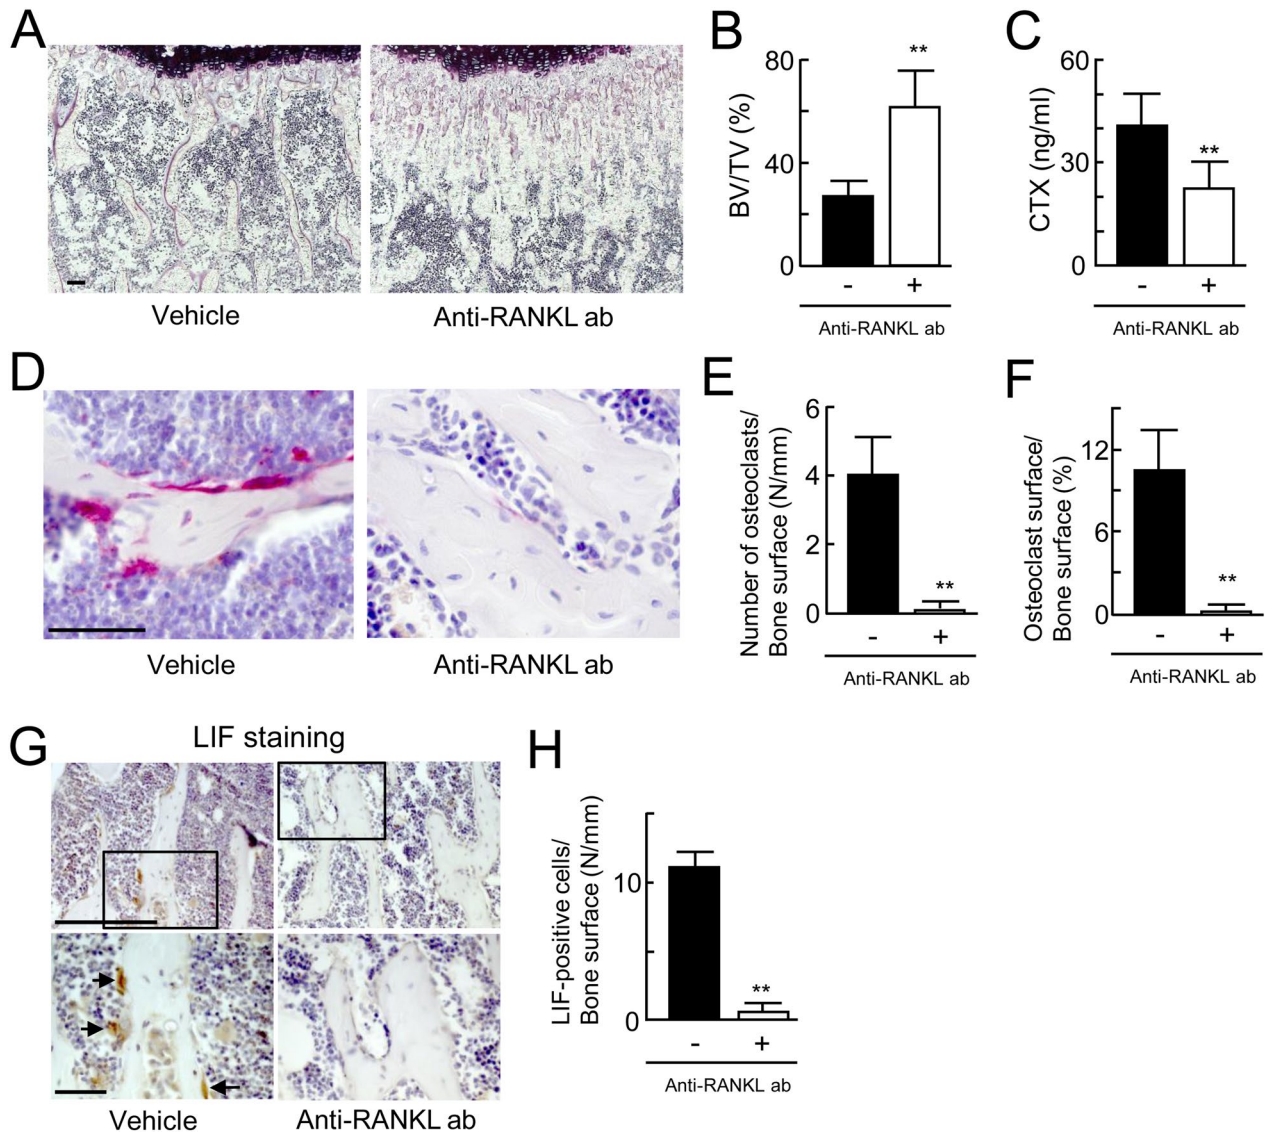 A
Vehicle
Anti-RANKL ab
B
BV/TV (%)
80
40
0
**
- +
Anti-RANKL ab
C
CTX (ng/ml)
60
30
0
**
- +
Anti-RANKL ab
D
Vehicle
Anti-RANKL ab
E
Number of osteoclasts/
Bone surface (N/mm)
6
4
2
0
**
- +
Anti-RANKL ab
F
Osteoclast surface/
Bone surface (%)
12
6
0
**
- +
Anti-RANKL ab
G
LIF staining
Vehicle
Anti-RANKL ab
H
LIF-positive cells/
Bone surface (N/mm)
10
0
**
- +
Anti-RANKL ab